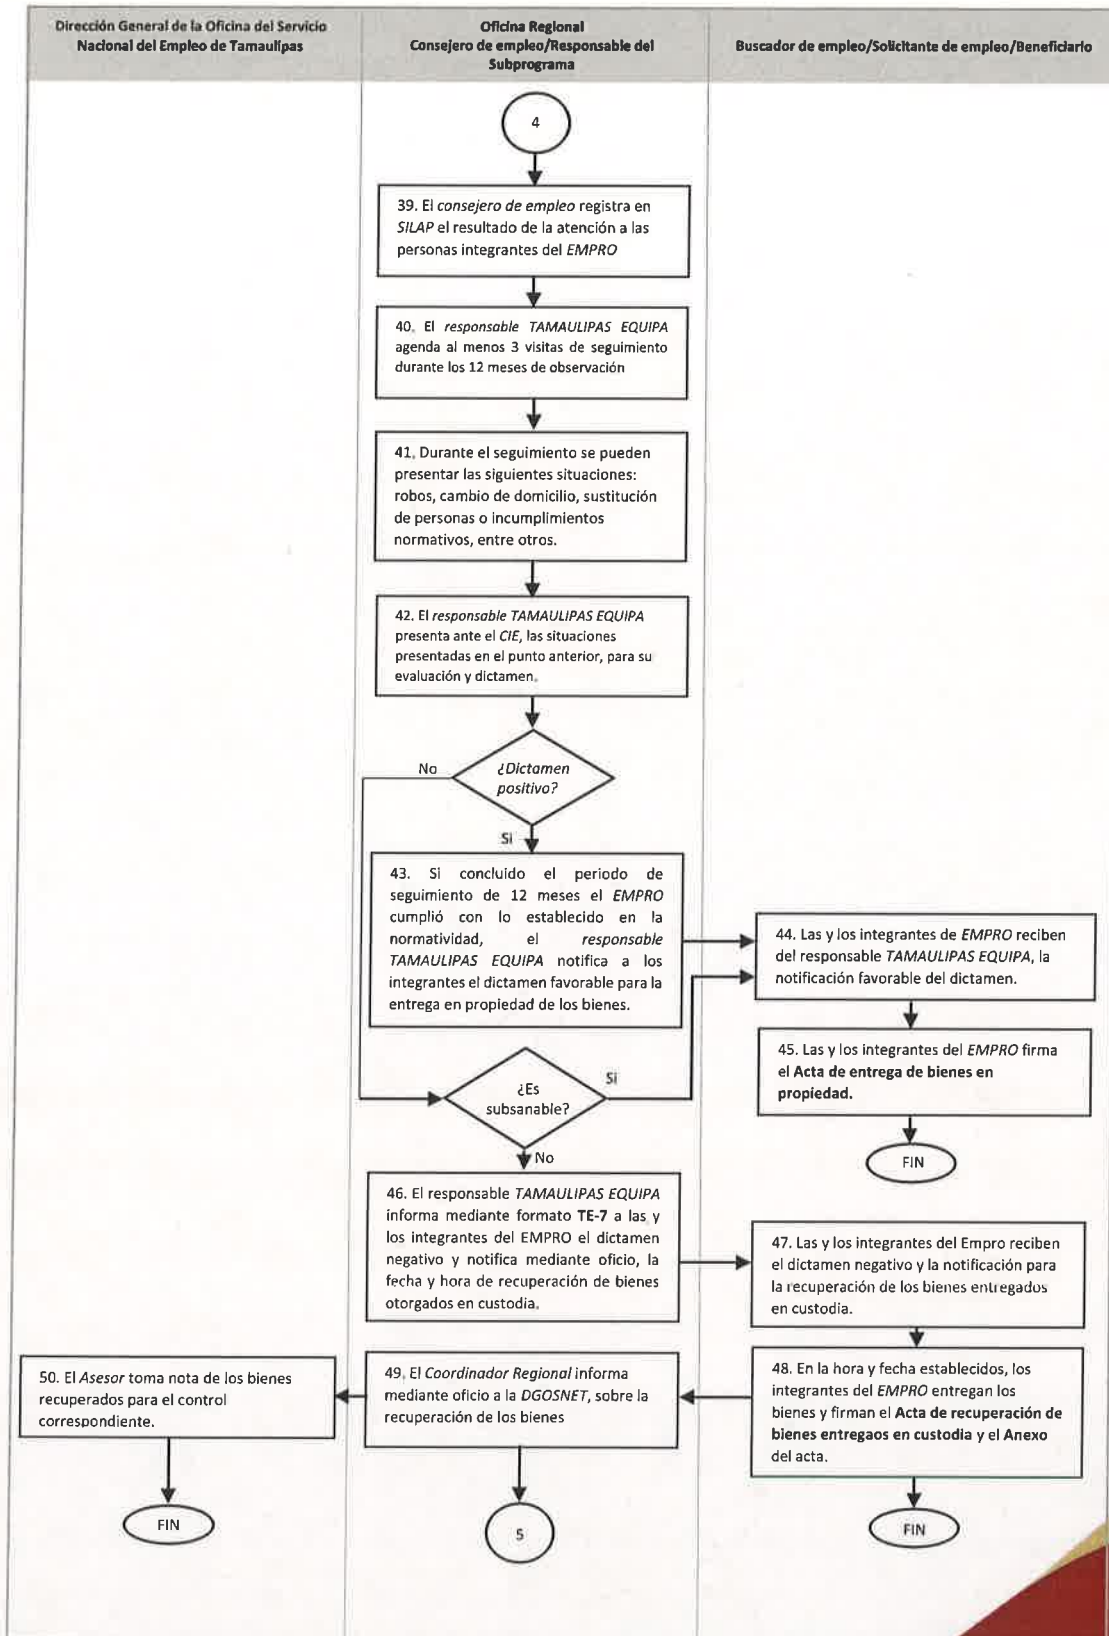 Dirección General de la Oficina del Servicio
Nacional del Empleo de Tamaulipas
Oficina Regional
Consejero de empleo/Responsable del
Subprograma
Buscador de empleo/Solicitante de empleo/Beneficiario
4
39. El consejero de empleo registra en
SILAP el resultado de la atención a las
personas integrantes del EMPRO
40. El responsable TAMAULIPAS EQUIPA
agenda al menos 3 visitas de seguimiento
durante los 12 meses de observación
41. Durante el seguimiento se pueden
presentar las siguientes situaciones:
robos, cambio de domicilio, sustitución
de personas o incumplimientos
normativos, entre otros.
42. El responsable TAMAULIPAS EQUIPA
presenta ante el CIE, las situaciones
presentadas en el punto anterior, para su
evaluación y dictamen.
¿Dictamen
positivo?
No
Si
43. Si concluido el periodo de
seguimiento de 12 meses el EMPRO
cumplió con lo establecido en la
normatividad, el responsable
TAMAULIPAS EQUIPA notifica a los
integrantes el dictamen favorable para la
entrega en propiedad de los bienes.
44. Las y los integrantes de EMPRO reciben
del responsable TAMAULIPAS EQUIPA, la
notificación favorable del dictamen.
45. Las y los integrantes del EMPRO firma
el Acta de entrega de bienes en
propiedad.
FIN
¿Es
subsanable?
Si
No
46. El responsable TAMAULIPAS EQUIPA
informa mediante formato TE-7 a las y
los integrantes del EMPRO el dictamen
negativo y notifica mediante oficio, la
fecha y hora de recuperación de bienes
otorgados en custodia.
47. Las y los integrantes del Empro reciben
el dictamen negativo y la notificación para
la recuperación de los bienes entregados
en custodia.
48. En la hora y fecha establecidos, los
integrantes del EMPRO entregan los
bienes y firman el Acta de recuperación de
bienes entregaos en custodia y el Anexo
del acta.
49. El Coordinador Regional informa
mediante oficio a la DGOSNET, sobre la
recuperación de los bienes
50. El Asesor toma nota de los bienes
recuperados para el control
correspondiente.
FIN
5
FIN